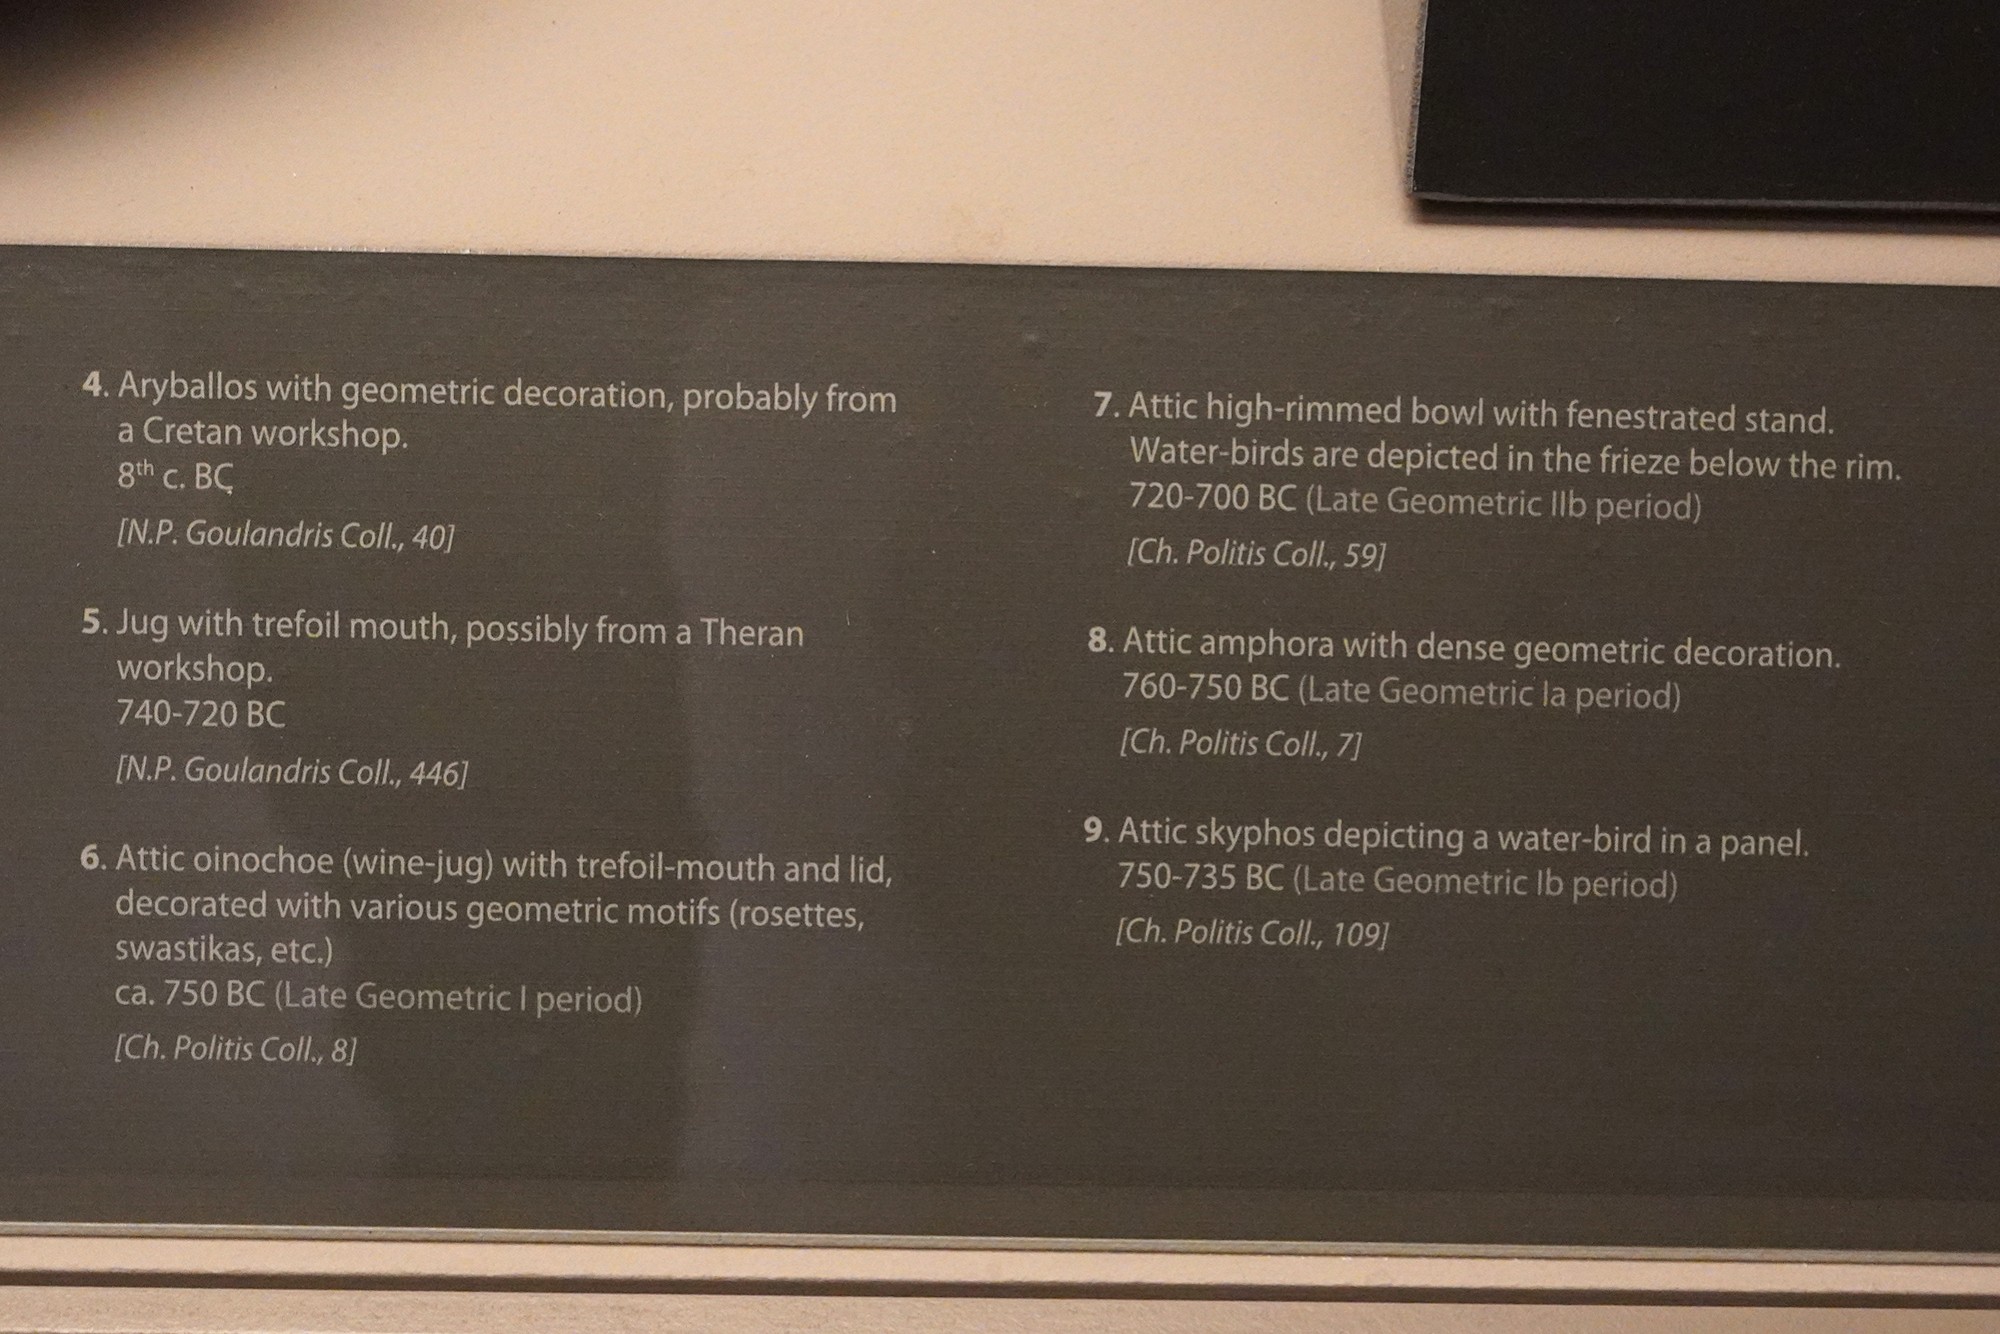 4. Aryballos with geometric decoration, probably from
a Cretan workshop.
8th c. BC
[N.P. Goulandris Coll., 40]
5. Jug with trefoil mouth, possibly from a Theran
workshop.
740-720 BC
[N.P. Goulandris Coll., 446]
6. Attic oinochoe (wine-jug) with trefoil-mouth and lid,
decorated with various geometric motifs (rosettes,
swastikas, etc.)
ca. 750 BC (Late Geometric I period)
[Ch. Politis Coll., 8]
7. Attic high-rimmed bowl with fenestrated stand.
Water-birds are depicted in the frieze below the rim.
720-700 BC (Late Geometric IIb period)
[Ch. Politis Coll., 59]
8. Attic amphora with dense geometric decoration.
760-750 BC (Late Geometric Ia period)
[Ch. Politis Coll., 7]
9. Attic skyphos depicting a water-bird in a panel.
750-735 BC (Late Geometric Ib period)
[Ch. Politis Coll., 109]